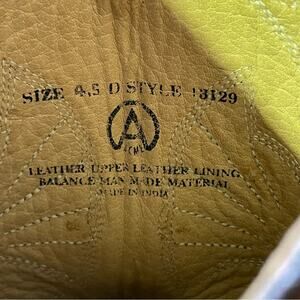 SIZE 4.5 D STYLE 13129
A
ACME
LEATHER UPPER LEATHER LINING
BALANCE MAN MADE MATERIAL
MADE IN INDIA